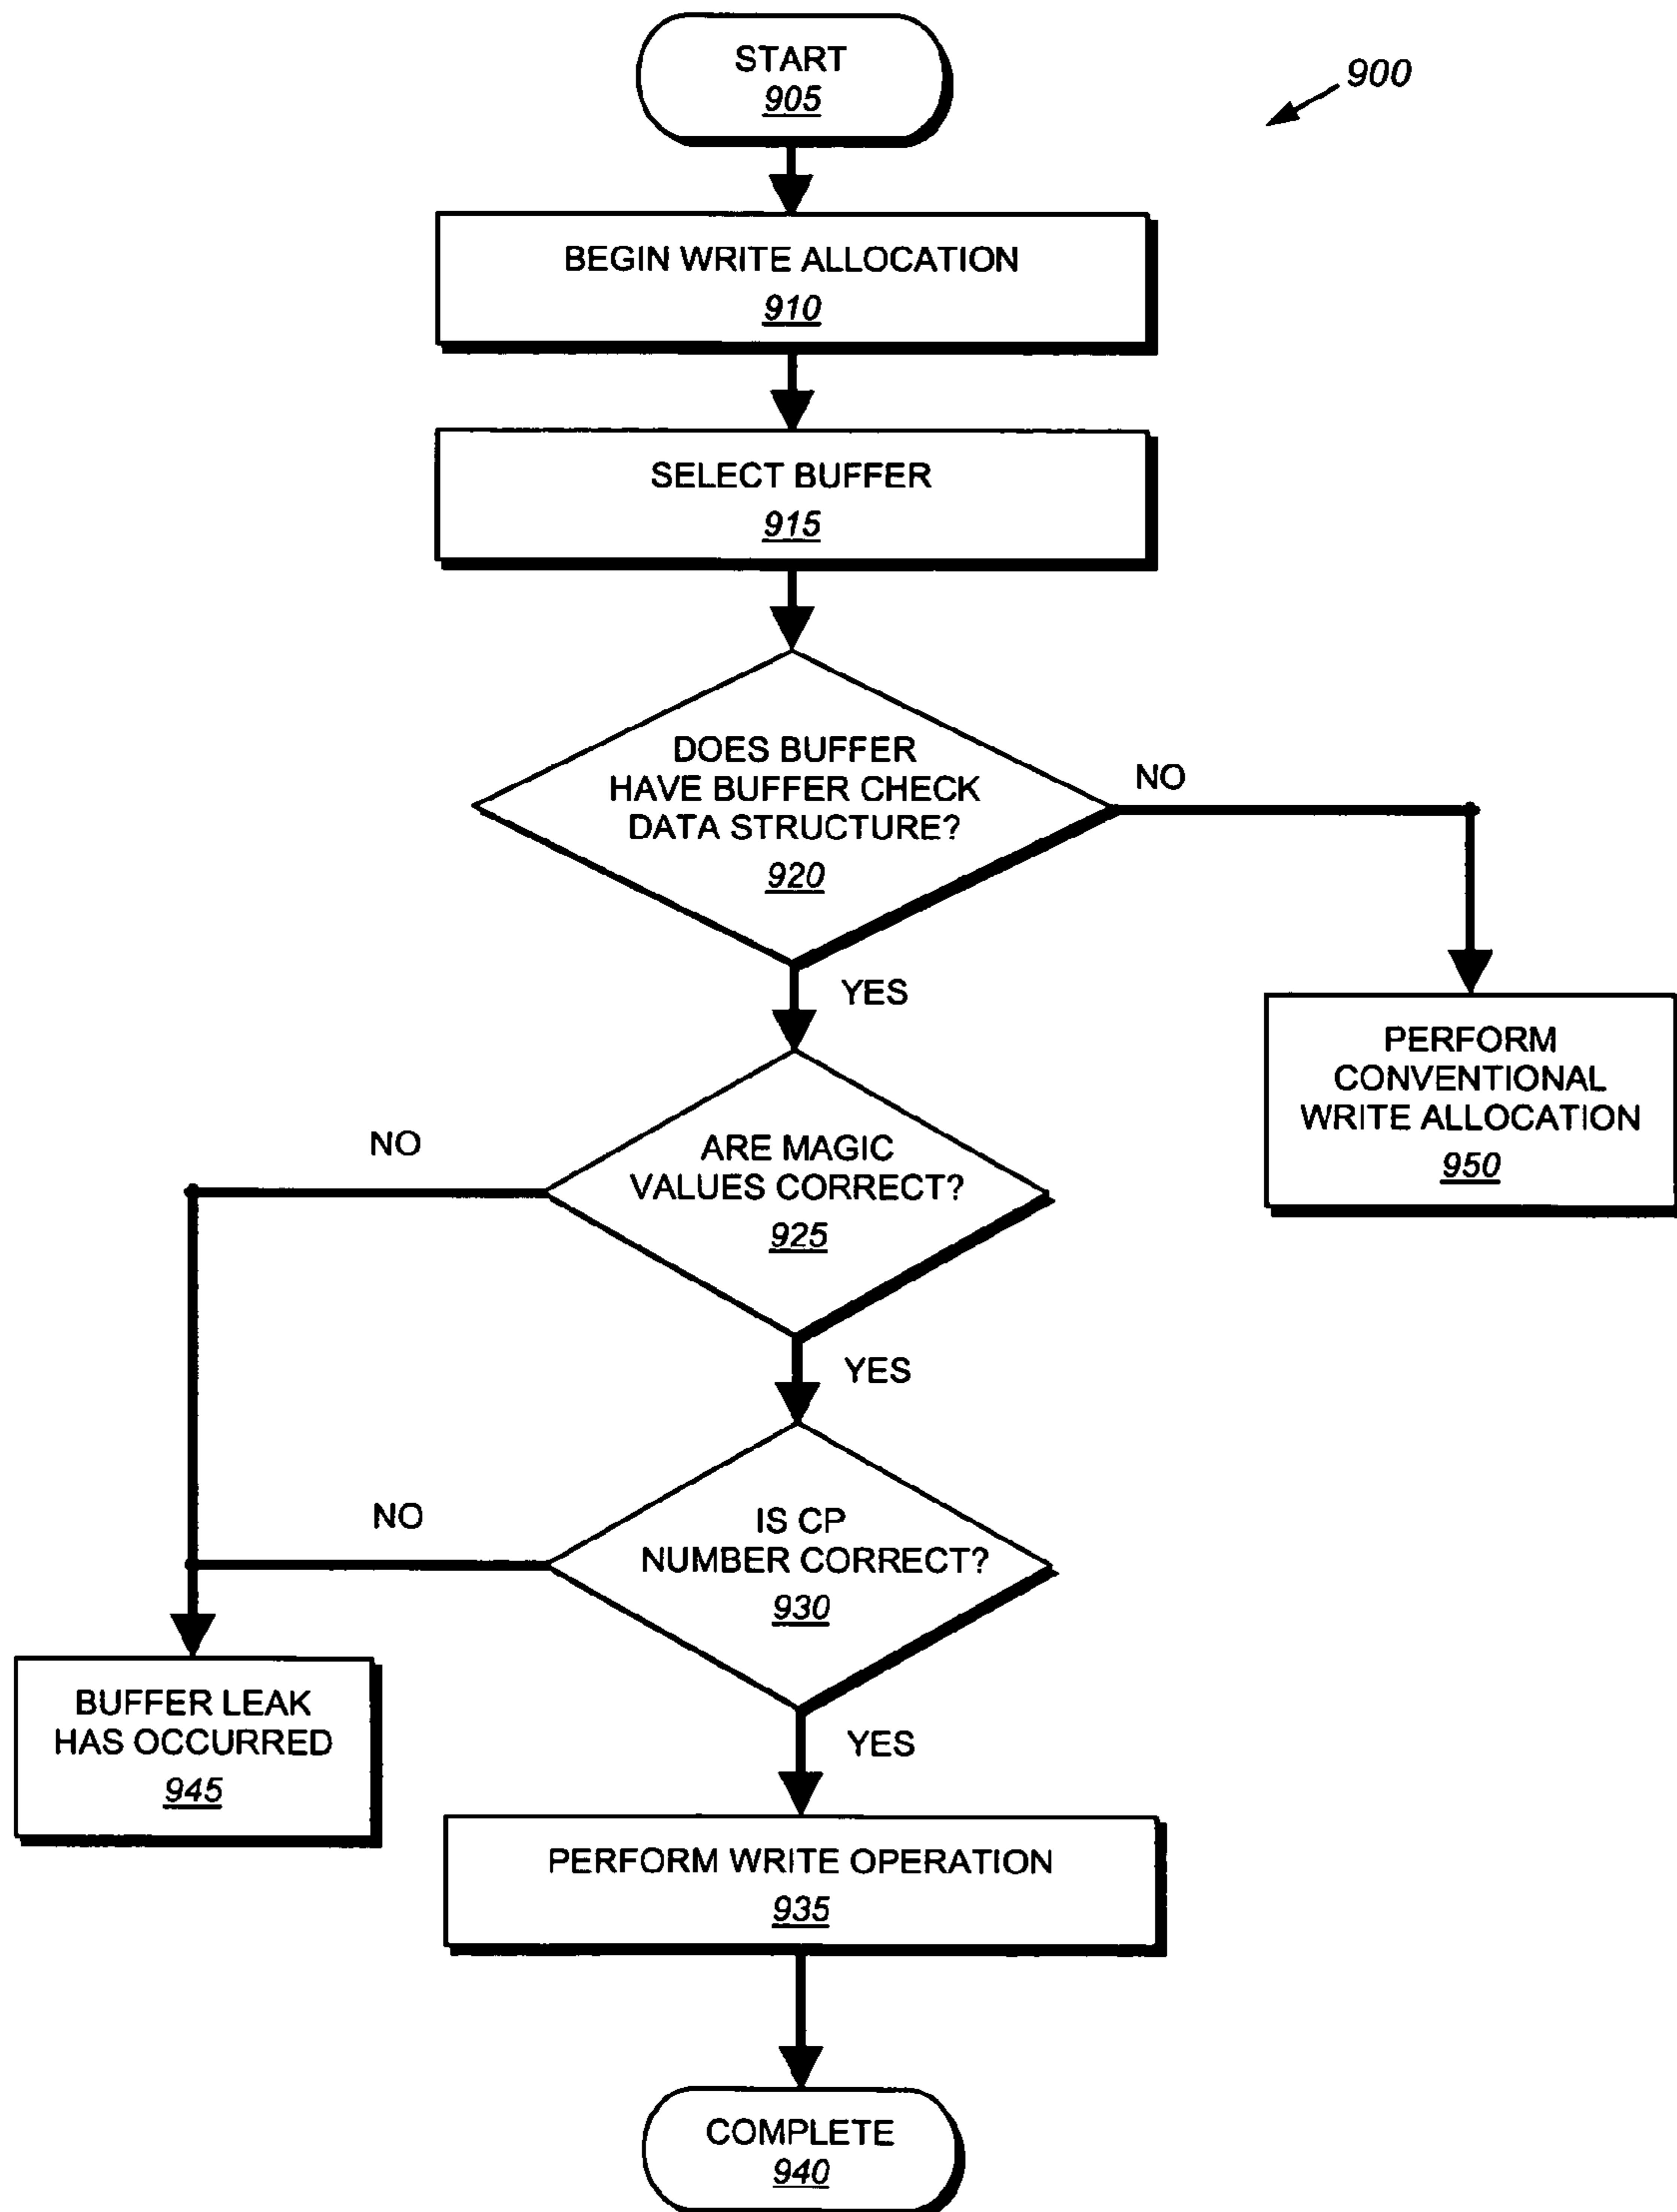 START
905
900
BEGIN WRITE ALLOCATION
910
SELECT BUFFER
915
DOES BUFFER
HAVE BUFFER CHECK
DATA STRUCTURE?
920
NO
YES
PERFORM
CONVENTIONAL
WRITE ALLOCATION
950
ARE MAGIC
VALUES CORRECT?
925
NO
YES
IS CP
NUMBER CORRECT?
930
NO
YES
BUFFER LEAK
HAS OCCURRED
945
PERFORM WRITE OPERATION
935
COMPLETE
940